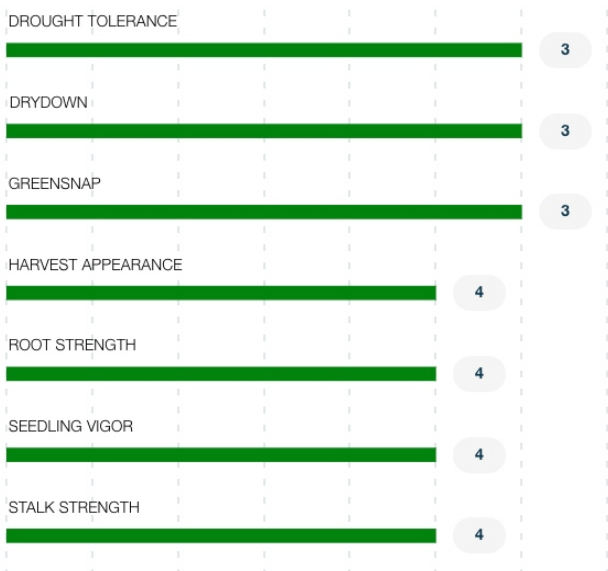 DROUGHT TOLERANCE
3
DRYDOWN
3
GREENSNAP
3
HARVEST APPEARANCE
4
ROOT STRENGTH
4
SEEDLING VIGOR
4
STALK STRENGTH
4